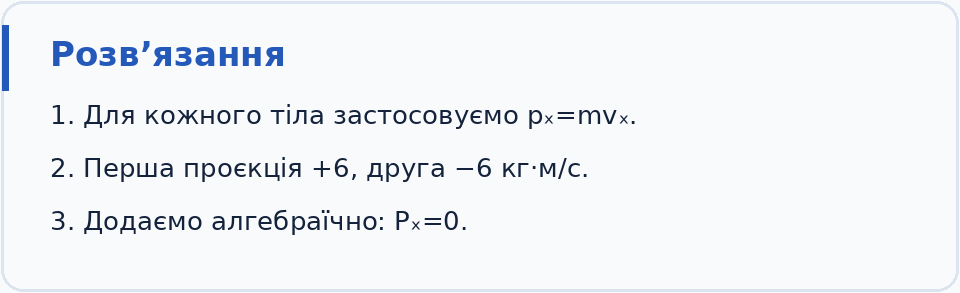 Розв’язання
1. Для кожного тіла застосовуємо pₓ=mvₓ.
2. Перша проєкція +6, друга −6 кг·м/с.
3. Додаємо алгебраїчно: Pₓ=0.